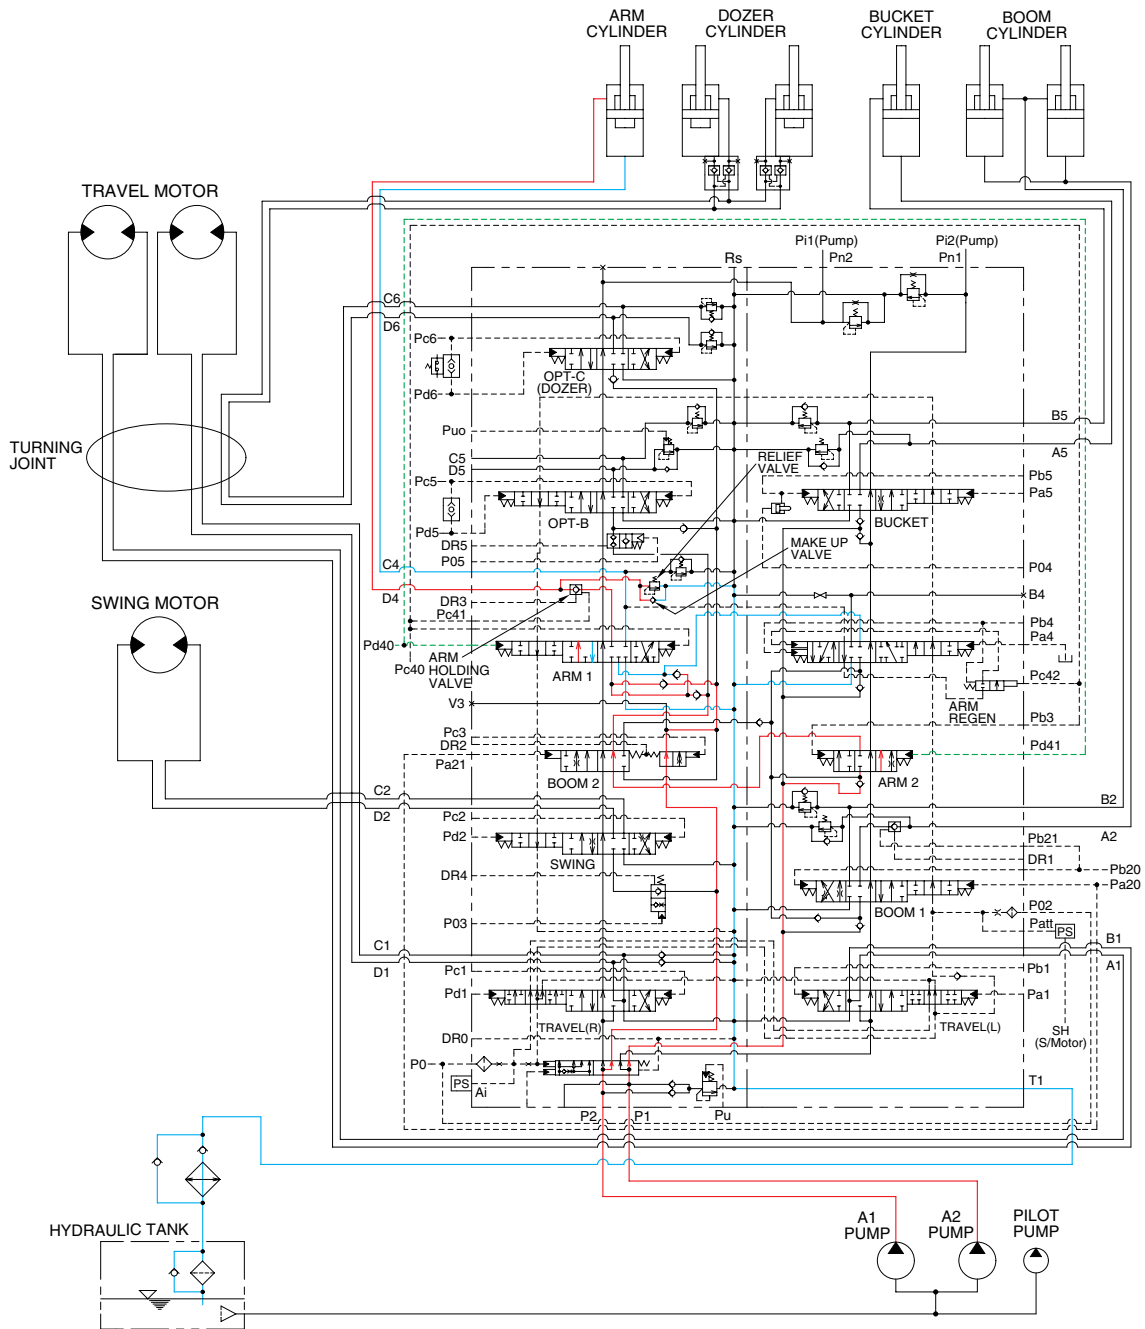 ARM
CYLINDER
DOZER
CYLINDER
BUCKET
CYLINDER
BOOM
CYLINDER
TRAVEL MOTOR
Pi1(Pump)
Pn2
Pi2(Pump)
Pn1
Rs
C6
D6
Pc6
Pd6
OPT-C
(DOZER)
TURNING
JOINT
Puo
C5
D5
Pc5
Pd5
OPT-B
RELIEF
VALVE
B5
A5
Pb5
Pa5
BUCKET
MAKE UP
VALVE
DR5
P05
P04
C4
D4
DR3
Pc41
B4
SWING MOTOR
Pb4
Pa4
Pd40
Pc40
ARM
HOLDING
VALVE
ARM 1
Pc42
ARM
REGEN
V3
Pb3
Pc3
DR2
Pa21
BOOM 2
Pd41
ARM 2
C2
D2
B2
A2
Pc2
Pd2
SWING
Pb21
DR1
Pb20
Pa20
DR4
P03
BOOM 1
P02
Patt
PS
C1
D1
B1
A1
Pc1
Pd1
TRAVEL(R)
Pb1
Pa1
TRAVEL(L)
SH
(S/Motor)
DR0
P0
PS
Ai
T1
P2
P1
Pu
HYDRAULIC TANK
A1
PUMP
A2
PUMP
PILOT
PUMP